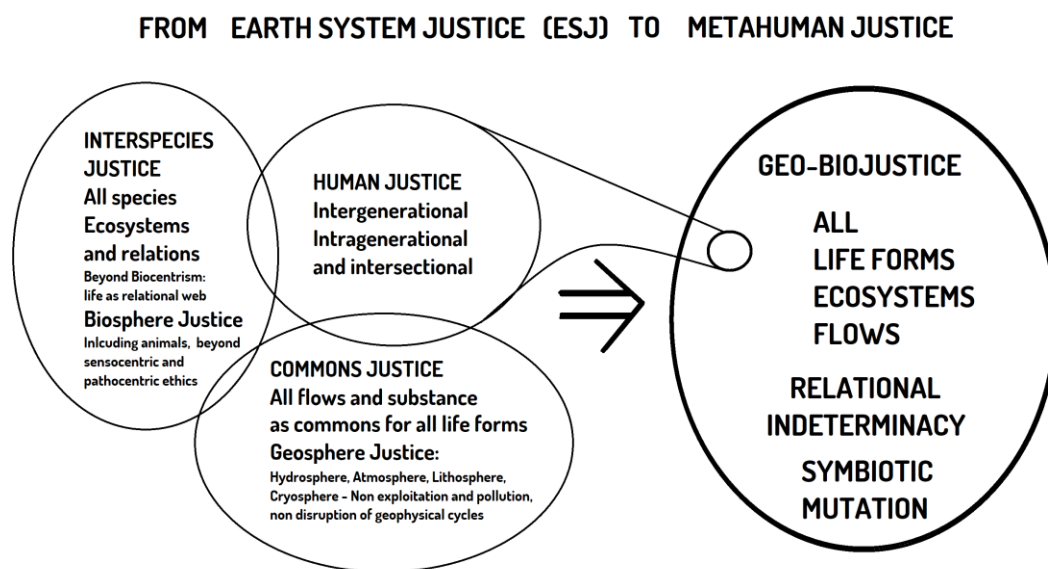 FROM EARTH SYSTEM JUSTICE (ESJ) TO METAHUMAN JUSTICE
INTERSPECIES
JUSTICE
All species
Ecosystems
and relations
Beyond Biocentrism:
life as relational web
Biosphere Justice
Inlcuding animals, beyond
sensocentric and
pathocentric ethics
HUMAN JUSTICE
Intergenerational
Intragenerational
and intersectional
COMMONS JUSTICE
All flows and substance
as commons for all life forms
Geosphere Justice:
Hydrosphere, Atmosphere, Lithosphere,
Cryosphere - Non exploitation and pollution,
non disruption of geophysical cycles
GEO-BIOJUSTICE
ALL
LIFE FORMS
ECOSYSTEMS
FLOWS
RELATIONAL
INDETERMINACY
SYMBIOTIC
MUTATION